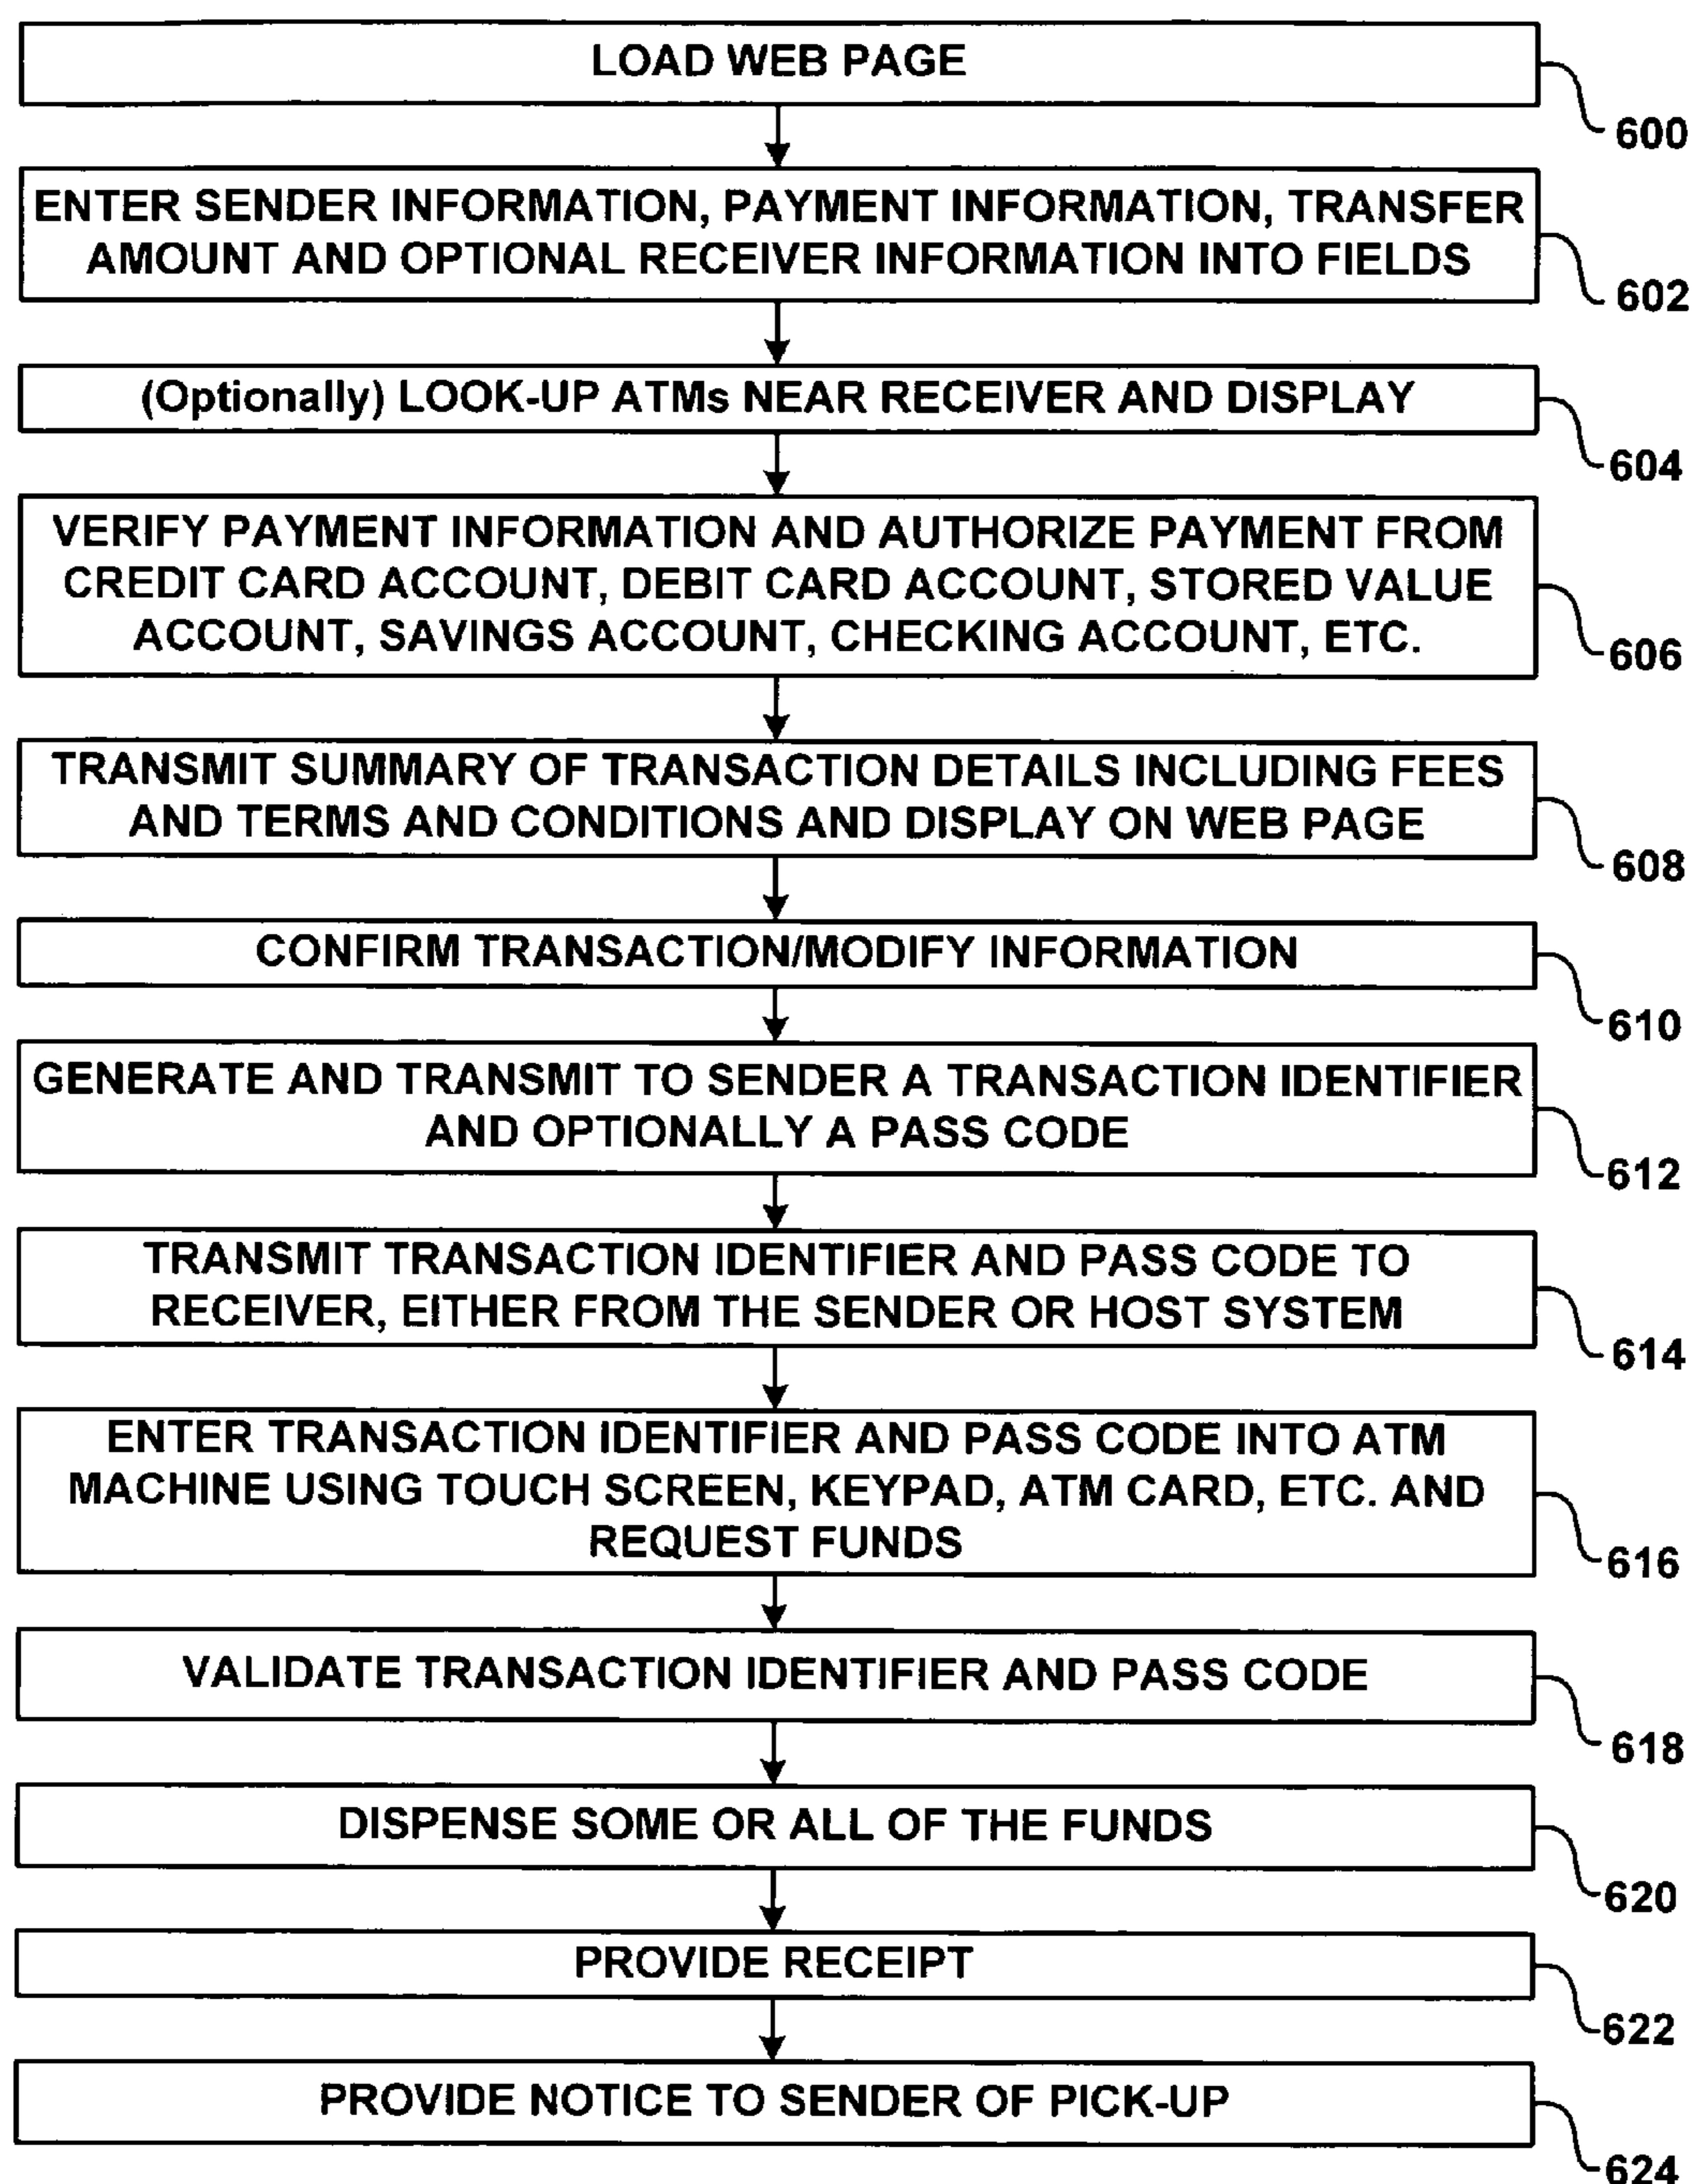 LOAD WEB PAGE
600
ENTER SENDER INFORMATION, PAYMENT INFORMATION, TRANSFER
AMOUNT AND OPTIONAL RECEIVER INFORMATION INTO FIELDS
602
(Optionally) LOOK-UP ATMs NEAR RECEIVER AND DISPLAY
604
VERIFY PAYMENT INFORMATION AND AUTHORIZE PAYMENT FROM
CREDIT CARD ACCOUNT, DEBIT CARD ACCOUNT, STORED VALUE
ACCOUNT, SAVINGS ACCOUNT, CHECKING ACCOUNT, ETC.
606
TRANSMIT SUMMARY OF TRANSACTION DETAILS INCLUDING FEES
AND TERMS AND CONDITIONS AND DISPLAY ON WEB PAGE
608
CONFIRM TRANSACTION/MODIFY INFORMATION
610
GENERATE AND TRANSMIT TO SENDER A TRANSACTION IDENTIFIER
AND OPTIONALLY A PASS CODE
612
TRANSMIT TRANSACTION IDENTIFIER AND PASS CODE TO
RECEIVER, EITHER FROM THE SENDER OR HOST SYSTEM
614
ENTER TRANSACTION IDENTIFIER AND PASS CODE INTO ATM
MACHINE USING TOUCH SCREEN, KEYPAD, ATM CARD, ETC. AND
REQUEST FUNDS
616
VALIDATE TRANSACTION IDENTIFIER AND PASS CODE
618
DISPENSE SOME OR ALL OF THE FUNDS
620
PROVIDE RECEIPT
622
PROVIDE NOTICE TO SENDER OF PICK-UP
624